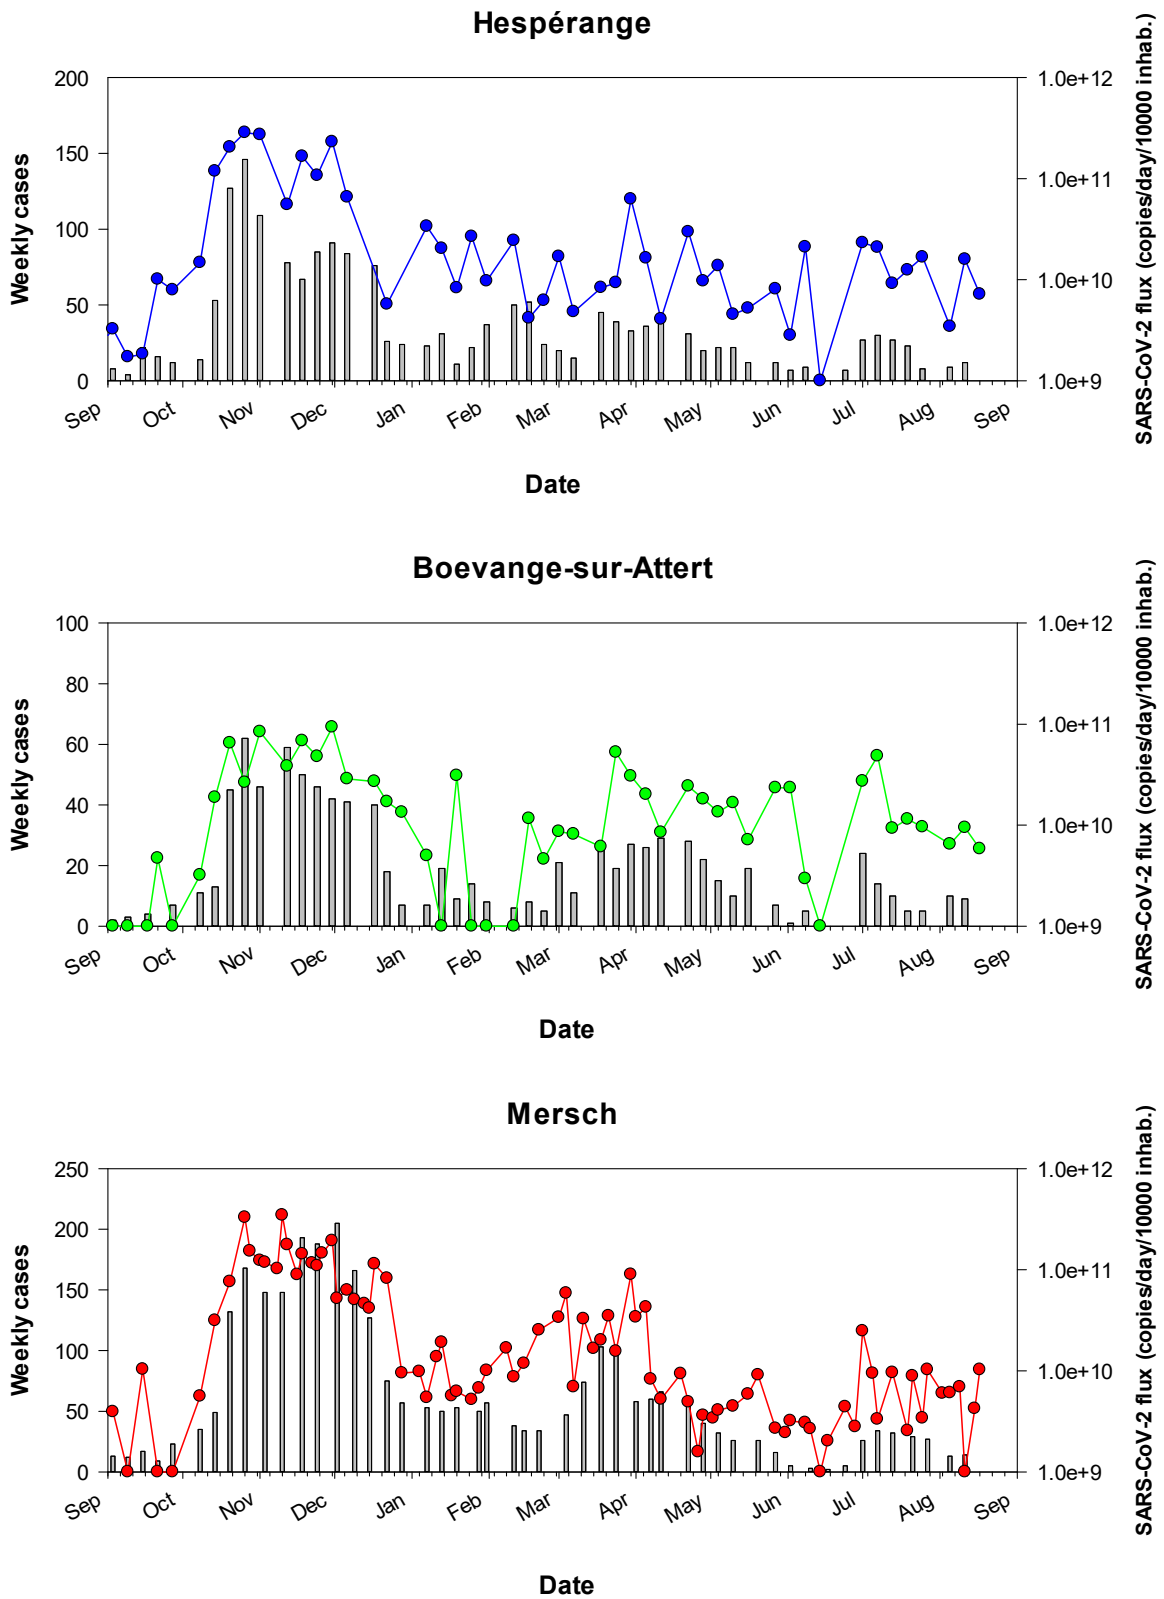 Hespérange
200
150
100
50
0
Weekly cases
1.0e+12
1.0e+11
1.0e+10
1.0e+9
SARS-CoV-2 flux (copies/day/10000 inhab.)
Sep Oct Nov Dec Jan Feb Mar Apr May Jun Jul Aug Sep
Date
Boevange-sur-Attert
100
80
60
40
20
0
Weekly cases
1.0e+12
1.0e+11
1.0e+10
1.0e+9
SARS-CoV-2 flux (copies/day/10000 inhab.)
Sep Oct Nov Dec Jan Feb Mar Apr May Jun Jul Aug Sep
Date
Mersch
250
200
150
100
50
0
Weekly cases
1.0e+12
1.0e+11
1.0e+10
1.0e+9
SARS-CoV-2 flux (copies/day/10000 inhab.)
Sep Oct Nov Dec Jan Feb Mar Apr May Jun Jul Aug Sep
Date